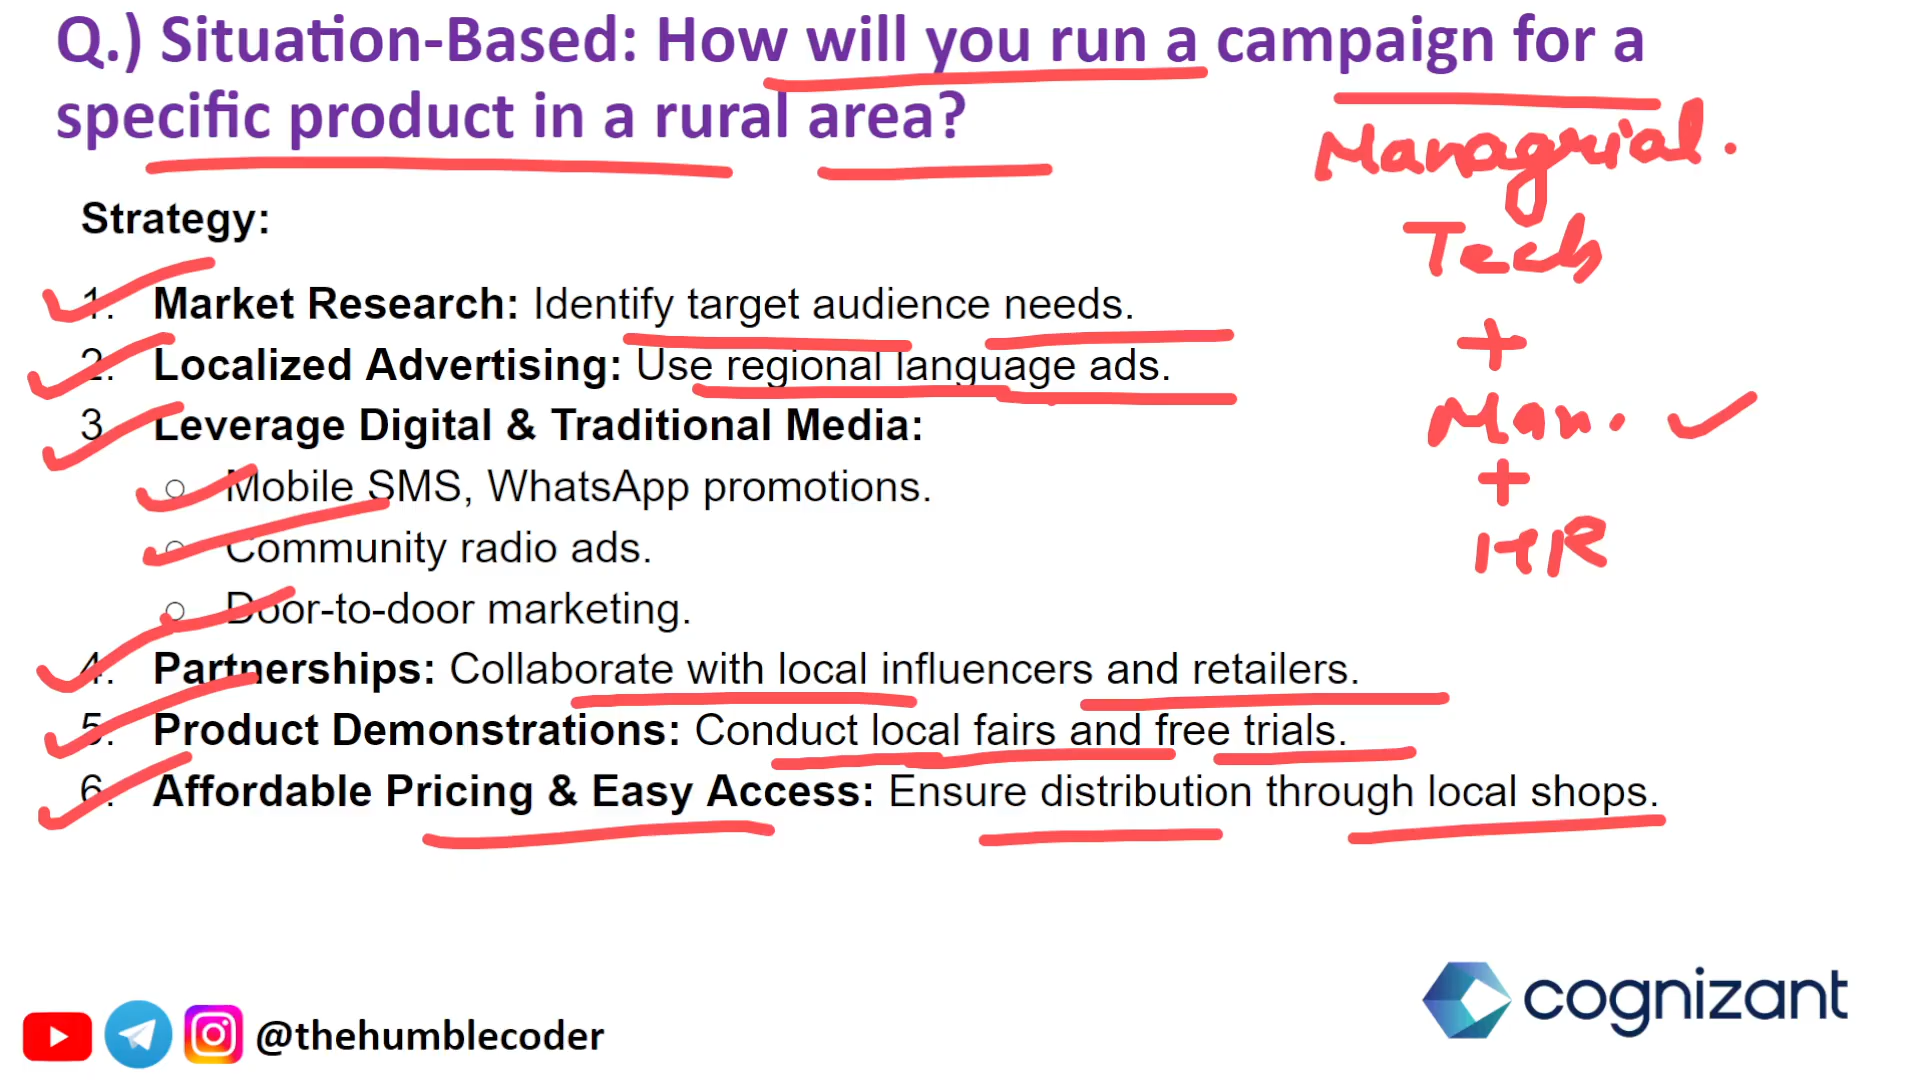 Q.) Situation-Based: How will you run a campaign for a
specific product in a rural area?
Managerial.
Tech
+
Man.
+
HR
Strategy:
1. Market Research: Identify target audience needs.
2. Localized Advertising: Use regional language ads.
3. Leverage Digital & Traditional Media:
○ Mobile SMS, WhatsApp promotions.
○ Community radio ads.
○ Door-to-door marketing.
4. Partnerships: Collaborate with local influencers and retailers.
5. Product Demonstrations: Conduct local fairs and free trials.
6. Affordable Pricing & Easy Access: Ensure distribution through local shops.
@thehumblecoder
cognizant